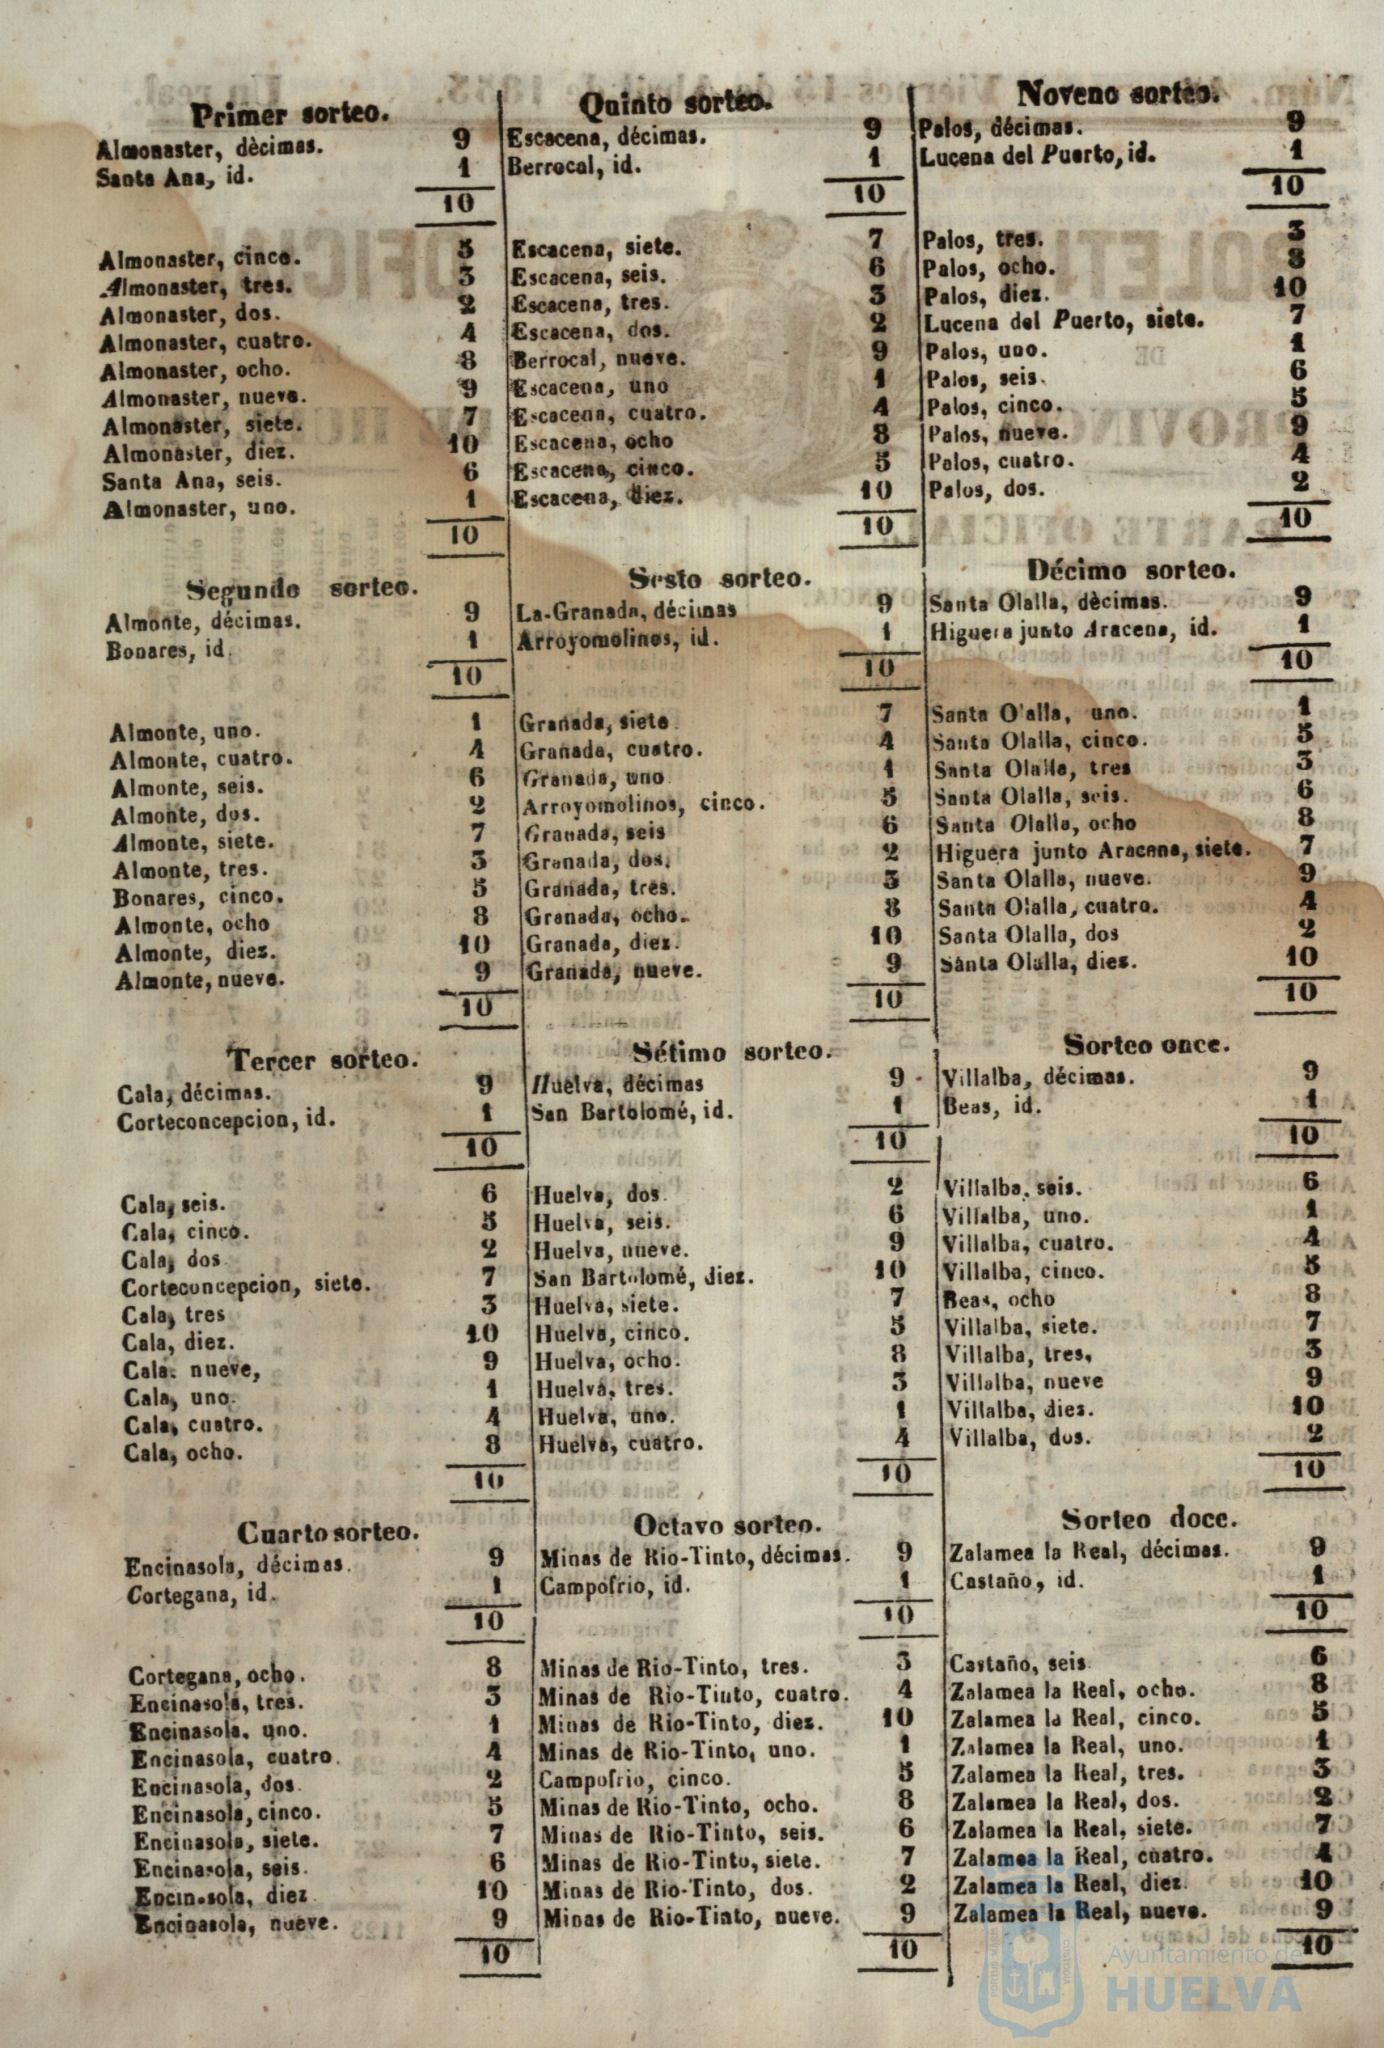 Primer sorteo.
Almonaster, dècimas. 9
Santa Ana, id. 1
10
Almonaster, cinco. 5
Almonaster, tres. 3
Almonaster, dos. 2
Almonaster, cuatro. 4
Almonaster, ocho. 8
Almonaster, nueve. 9
Almonaster, siete. 7
Almonaster, diez. 10
Santa Ana, seis. 6
Almonaster, uno. 1
10
Segundo sorteo.
Almonte, décimas. 9
Bonares, id. 1
10
Almonte, uno. 1
Almonte, cuatro. 4
Almonte, seis. 6
Almonte, dos. 2
Almonte, siete. 7
Almonte, tres. 3
Bonares, cinco. 5
Almonte, ocho 8
Almonte, diez. 10
Almonte, nueve. 9
10
Tercer sorteo.
Cala, décimas. 9
Corteconcepcion, id. 1
10
Cala, seis. 6
Cala, cinco. 5
Cala, dos 2
Corteconcepcion, siete. 7
Cala, tres 3
Cala, diez. 10
Cala. nueve, 9
Cala, uno. 1
Cala, cuatro. 4
Cala, ocho. 8
10
Cuarto sorteo.
Encinasola, décimas. 9
Cortegana, id. 1
10
Cortegana, ocho. 8
Encinasola, tres. 3
Encinasola. uno. 1
Encinasola, cuatro. 4
Encinasola, dos. 2
Encinasola, cinco. 5
Encinasola, siete. 7
Encinasola, seis. 6
Encinasola, diez 10
Encinasola, nueve. 9
10
Quinto sorteo.
Escacena, décimas. 9
Berrocal, id. 1
10
Escacena, siete. 7
Escacena, seis. 6
Escacena, tres. 3
Escacena, dos. 2
Berrocal, nueve. 9
Escacena, uno 1
Escacena, cuatro. 4
Escacena, ocho 8
Escacena, cinco. 5
Escacena, diez. 10
10
Sesto sorteo.
La-Granada, décimas 9
Arroyomolinos, id. 1
10
Granada, siete 7
Granada, cuatro. 4
Granada, uno 1
Arroyomolinos, cinco. 5
Granada, seis 6
Granada, dos. 2
Granada, tres. 3
Granada, ocho. 8
Granada, diez. 10
Granada, nueve. 9
10
Sétimo sorteo.
Huelva, décimas 9
San Bartolomé, id. 1
10
Huelva, dos. 2
Huelva, seis. 6
Huelva, nueve. 9
San Bartolomé, diez. 10
Huelva, siete. 7
Huelva, cinco. 5
Huelva, ocho. 8
Huelva, tres. 3
Huelva, uno. 1
Huelva, cuatro. 4
10
Octavo sorteo.
Minas de Rio-Tinto, décimas. 9
Campofrio, id. 1
10
Minas de Rio-Tinto, tres. 3
Minas de Rio-Tinto, cuatro. 4
Minas de Rio-Tinto, diez. 10
Minas de Rio-Tinto, uno. 1
Campofrio, cinco. 5
Minas de Rio-Tinto, ocho. 8
Minas de Rio-Tinto, seis. 6
Minas de Rio-Tinto, siete. 7
Minas de Rio-Tinto, dos. 2
Minas de Rio-Tinto, nueve. 9
10
Noveno sorteo.
Palos, décimas. 9
Lucena del Puerto, id. 1
10
Palos, tres. 3
Palos, ocho. 8
Palos, diez. 10
Lucena del Puerto, siete. 7
Palos, uno. 1
Palos, seis. 6
Palos, cinco. 5
Palos, nueve. 9
Palos, cuatro. 4
Palos, dos. 2
10
Décimo sorteo.
Santa Olalla, dècimas. 9
Higuera junto Aracena, id. 1
10
Santa Olalla, uno. 1
Santa Olalla, cinco. 5
Santa Olalla, tres 3
Santa Olalla, seis. 6
Santa Olalla, ocho 8
Higuera junto Aracena, siete. 7
Santa Olalla, nueve. 9
Santa Olalla, cuatro. 4
Santa Olalla, dos 2
Santa Olalla, diez. 10
10
Sorteo once.
Villalba, décimas. 9
Beas, id. 1
10
Villalba. seis. 6
Villalba, uno. 1
Villalba, cuatro. 4
Villalba, cinco. 5
Beas, ocho 8
Villalba, siete. 7
Villalba, tres, 3
Villalba, nueve 9
Villalba, diez. 10
Villalba, dos. 2
10
Sorteo doce.
Zalamea la Real, décimas. 9
Castaño, id. 1
10
Castaño, seis 6
Zalamea la Real, ocho. 8
Zalamea la Real, cinco. 5
Zalamea la Real, uno. 1
Zalamea la Real, tres. 3
Zalamea la Real, dos. 2
Zalamea la Real, siete. 7
Zalamea la Real, cuatro. 4
Zalamea la Real, diez. 10
Zalamea la Real, nueve. 9
10
Ayuntamiento de
HUELVA